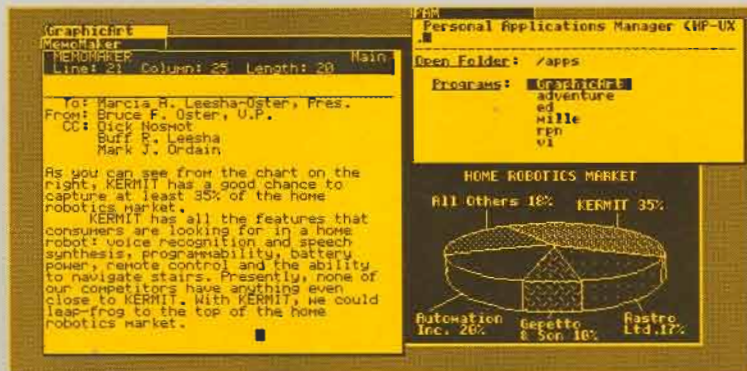 GraphicArt
MemoMaker
MEMOMAKER Main
Line: 21 Column: 25 Length: 20
To: Marcia A. Leesha-Oster, Pres.
From: Bruce F. Oster, V.P.
CC: Dick Nosmot
Buff R. Leesha
Mark J. Ordain
As you can see from the chart on the
right, KERMIT has a good chance to
capture at least 35% of the home
robotics market.
KERMIT has all the features that
consumers are looking for in a home
robot: voice recognition and speech
synthesis, programmability, battery
power, remote control and the ability
to navigate stairs. Presently, none of
our competitors have anything even
close to KERMIT. With KERMIT, we could
leap-frog to the top of the home
robotics market.
PAM
Personal Applications Manager (HP-UX
Open Folder: /apps
Programs: GraphicArt
adventure
ed
mille
rpn
vi
HOME ROBOTICS MARKET
All Others 18%
KERMIT 35%
Automation
Inc. 20%
Gepetto
& Son 10%
Rastro
Ltd.17%